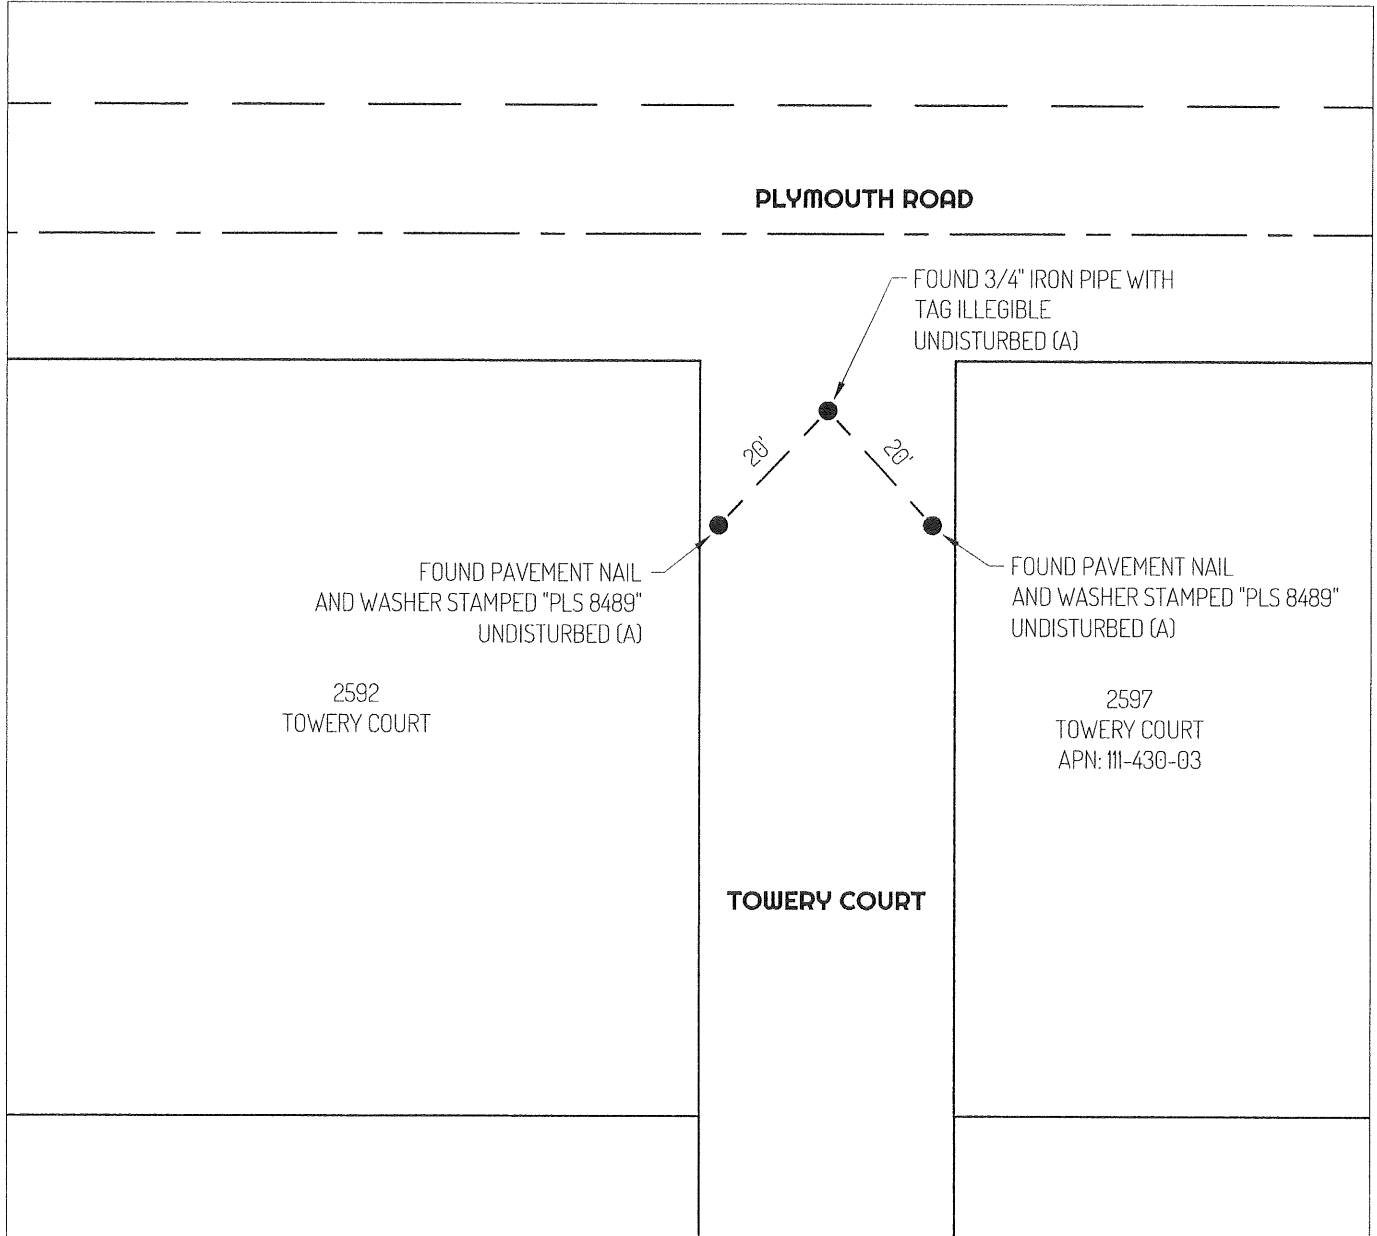 PLYMOUTH ROAD
FOUND 3/4" IRON PIPE WITH
TAG ILLEGIBLE
UNDISTURBED (A)
20'
20'
FOUND PAVEMENT NAIL
AND WASHER STAMPED "PLS 8489"
UNDISTURBED (A)
FOUND PAVEMENT NAIL
AND WASHER STAMPED "PLS 8489"
UNDISTURBED (A)
2592
TOWERY COURT
2597
TOWERY COURT
APN: 111-430-03
TOWERY COURT